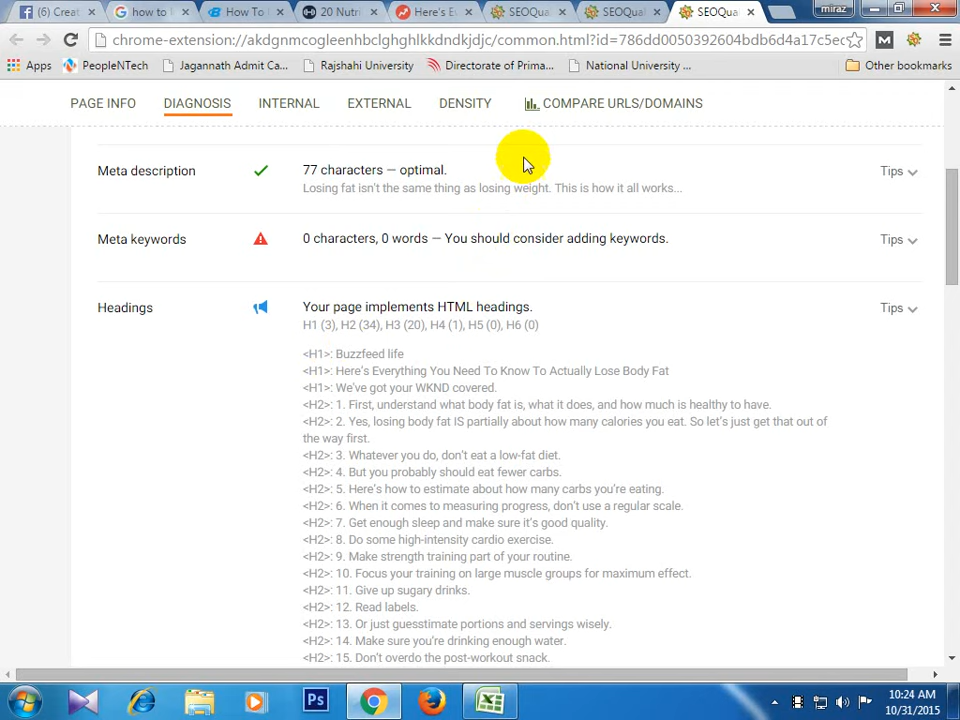 (6) Creat
how to l
How To
20 Nutr
Here's E
SEOQua
SEOQua
SEOQua
miraz
chrome-extension://akdgnmcogleenhbclghghlkkdndkjdjc/common.html?id=786dd0050392604bdb6d4a17c5ec
Apps
PeopleNTech
Jagannath Admit Ca...
Rajshahi University
Directorate of Prima...
National University ...
Other bookmarks
PAGE INFO
DIAGNOSIS
INTERNAL
EXTERNAL
DENSITY
COMPARE URLS/DOMAINS
Meta description
77 characters — optimal.
Tips
Losing fat isn't the same thing as losing weight. This is how it all works...
Meta keywords
0 characters, 0 words — You should consider adding keywords.
Tips
Headings
Your page implements HTML headings.
Tips
H1 (3), H2 (34), H3 (20), H4 (1), H5 (0), H6 (0)
<H1>: Buzzfeed life
<H1>: Here's Everything You Need To Know To Actually Lose Body Fat
<H1>: We've got your WKND covered.
<H2>: 1. First, understand what body fat is, what it does, and how much is healthy to have.
<H2>: 2. Yes, losing body fat IS partially about how many calories you eat. So let's just get that out of
the way first.
<H2>: 3. Whatever you do, don't eat a low-fat diet.
<H2>: 4. But you probably should eat fewer carbs.
<H2>: 5. Here's how to estimate about how many carbs you're eating.
<H2>: 6. When it comes to measuring progress, don't use a regular scale.
<H2>: 7. Get enough sleep and make sure it's good quality.
<H2>: 8. Do some high-intensity cardio exercise.
<H2>: 9. Make strength training part of your routine.
<H2>: 10. Focus your training on large muscle groups for maximum effect.
<H2>: 11. Give up sugary drinks.
<H2>: 12. Read labels.
<H2>: 13. Or just guesstimate portions and servings wisely.
<H2>: 14. Make sure you're drinking enough water.
<H2>: 15. Don't overdo the post-workout snack.
Ps
10:24 AM
10/31/2015